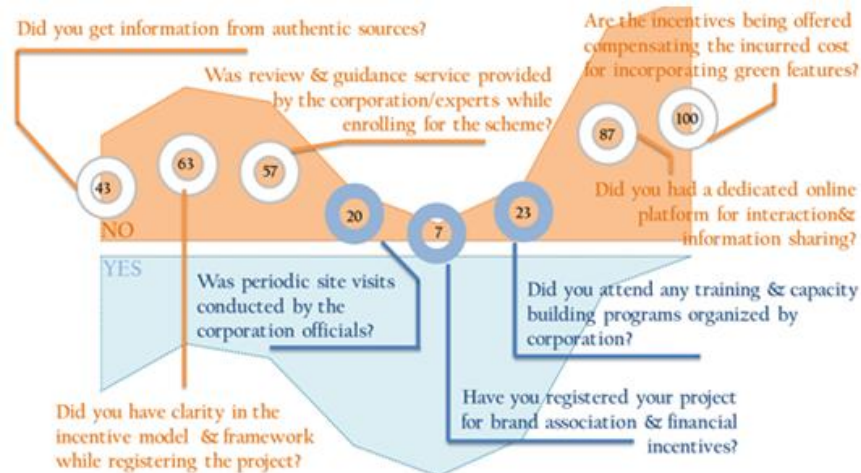 Did you get information from authentic sources?
Are the incentives being offered
compensating the incurred cost
for incorporating green features?
Was review & guidance service provided
by the corporation/experts while
enrolling for the scheme?
43
63
57
20
7
23
87
100
Did you had a dedicated online
platform for interaction&
information sharing?
NO
YES
Was periodic site visits
conducted by the
corporation officials?
Did you attend any training & capacity
building programs organized by
corporation?
Have you registered your project
for brand association & financial
incentives?
Did you have clarity in the
incentive model & framework
while registering the project?